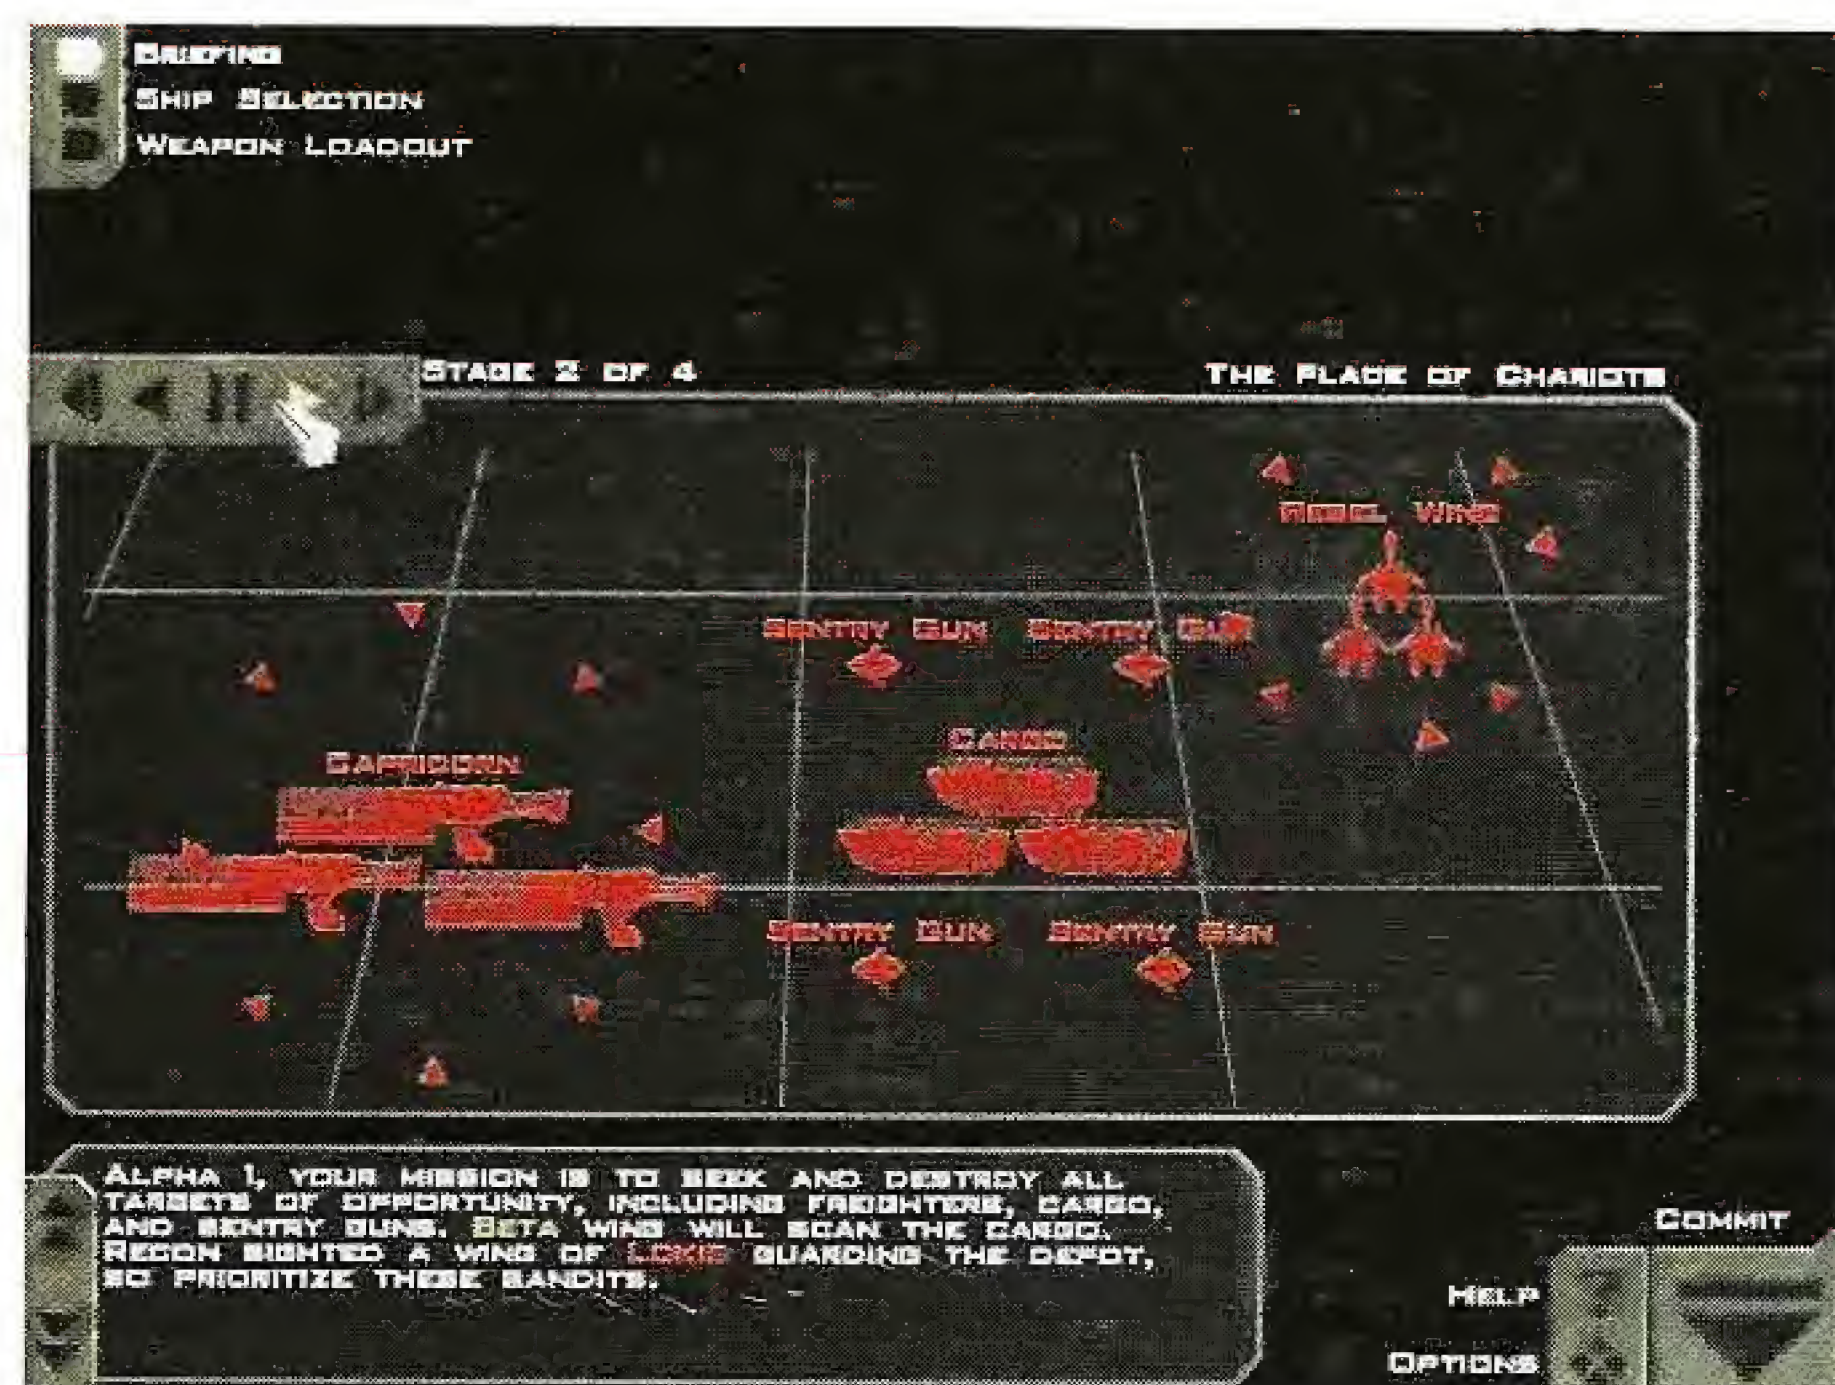 Briefing
Ship Selection
Weapon Loadout
Stage 2 of 4
The Place of Chariots
Rebel Wing
Sentry Gun
Sentry Gun
Cargo
Capricorn
Sentry Gun
Sentry Gun
Alpha 1, your mission is to seek and destroy all
targets of opportunity, including freighters, cargo,
and sentry guns. Beta wing will scan the cargo.
Recon sighted a wing of Lokis guarding the depot,
so prioritize these bandits.
Commit
Help
Options